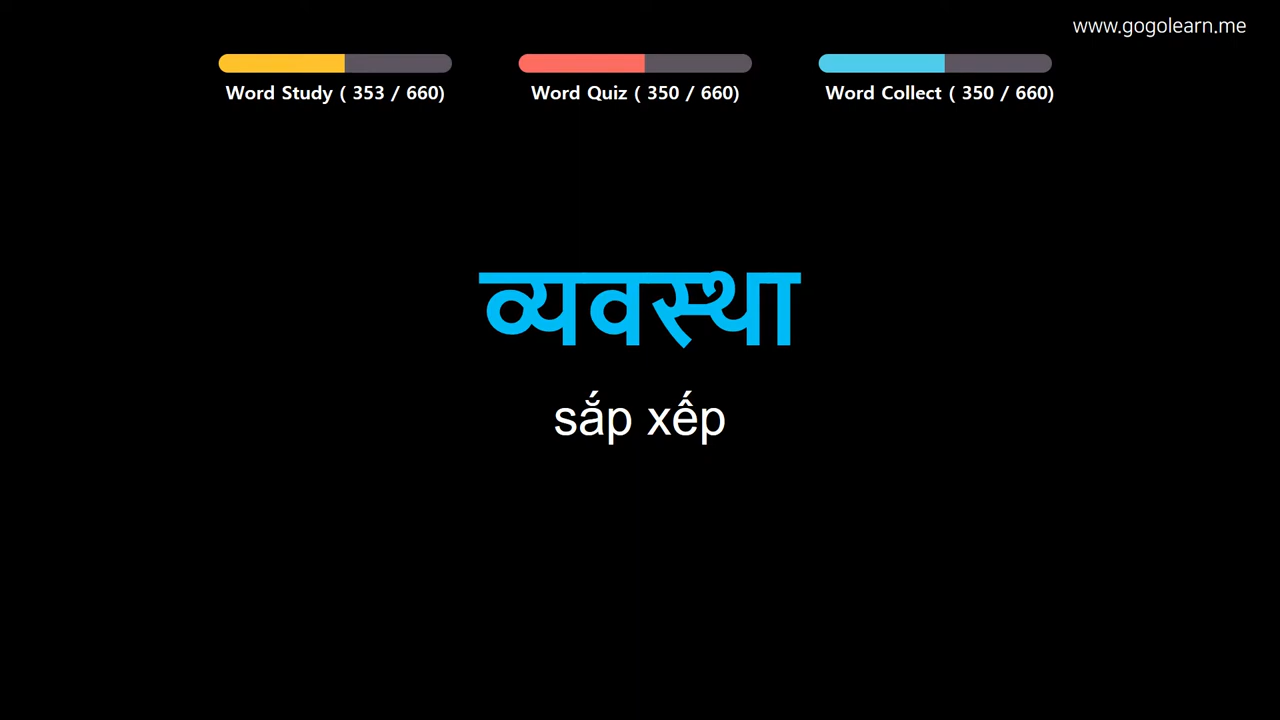 www.gogolearn.me
Word Study ( 353 / 660)
Word Quiz ( 350 / 660)
Word Collect ( 350 / 660)
व्यवस्था
sắp xếp